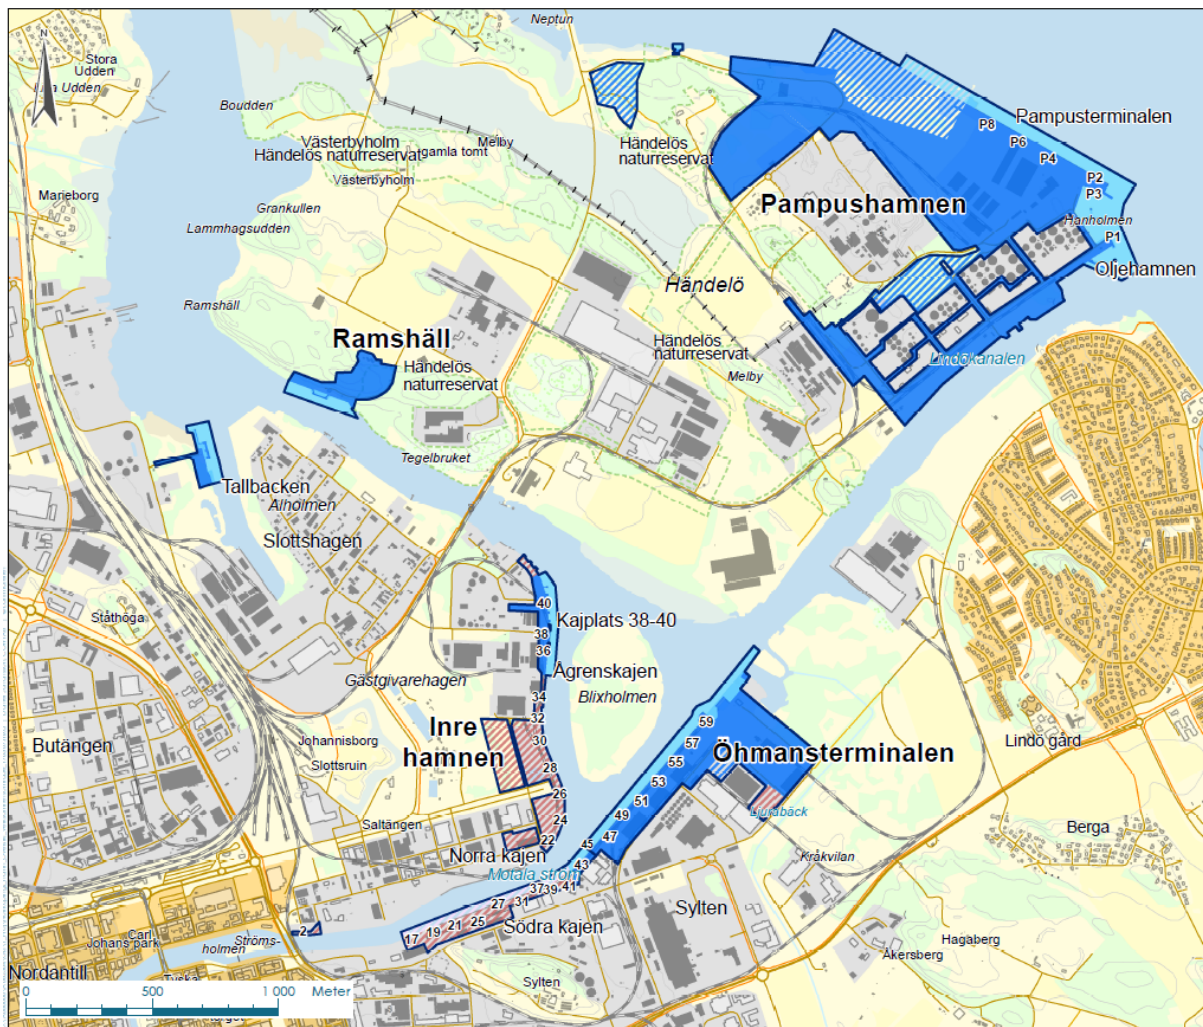 Neptun
N
Stora
Udden
Lilla Udden
Boudden
Västerbyholm
Händelös naturreservat
gamla tomt
Melby
Västerbyholm
Händelös
naturreservat
Pampusterminalen
P8
P6
P4
P2
P3
P1
Marieborg
Grankullen
Lammhagsudden
Pampushamnen
Hanholmen
Oljehamnen
Händelö
Ramshäll
Ramshäll
Händelös
naturreservat
Händelös
naturreservat
Melby
Lindökanalen
Tegelbruket
Tallbacken
Alholmen
Slottshagen
Ståthöga
40
Kajplats 38-40
38
36
Ågrenskajen
Gästgivarehagen
Blixholmen
34
32
30
28
26
24
22
Inre
hamnen
Butängen
Johannisborg
Slottsruin
Saltängen
Norra kajen
Motala ström
59
57
55
53
51
49
47
45
43
41
39
37
31
27
25
21
19
17
2
Öhmansterminalen
Ljurabäck
Lindö gård
Berga
Kråkvilan
Södra kajen
Sylten
Sylten
Hagaberg
Åkersberg
Carl
Johans park
Ströms-
holmen
Nordantill
Tyska
torget
0 500 1 000 Meter